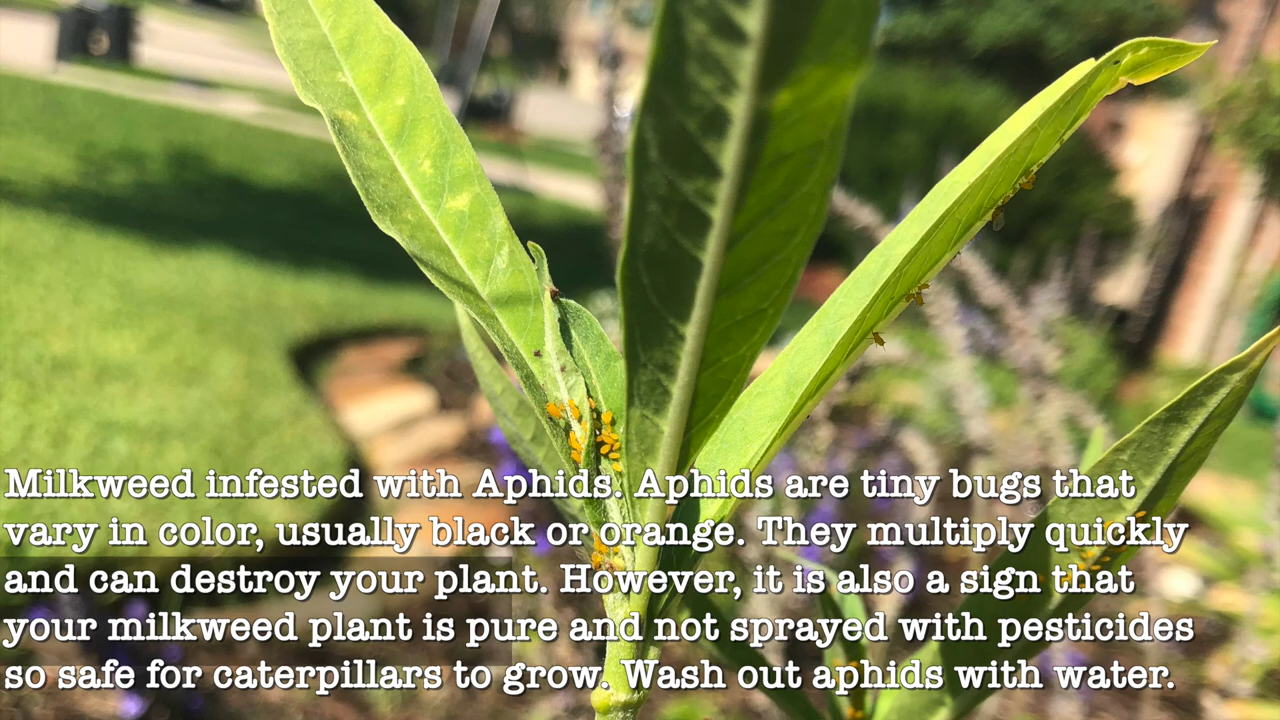 Milkweed infested with Aphids. Aphids are tiny bugs that
vary in color, usually black or orange. They multiply quickly
and can destroy your plant. However, it is also a sign that
your milkweed plant is pure and not sprayed with pesticides
so safe for caterpillars to grow. Wash out aphids with water.